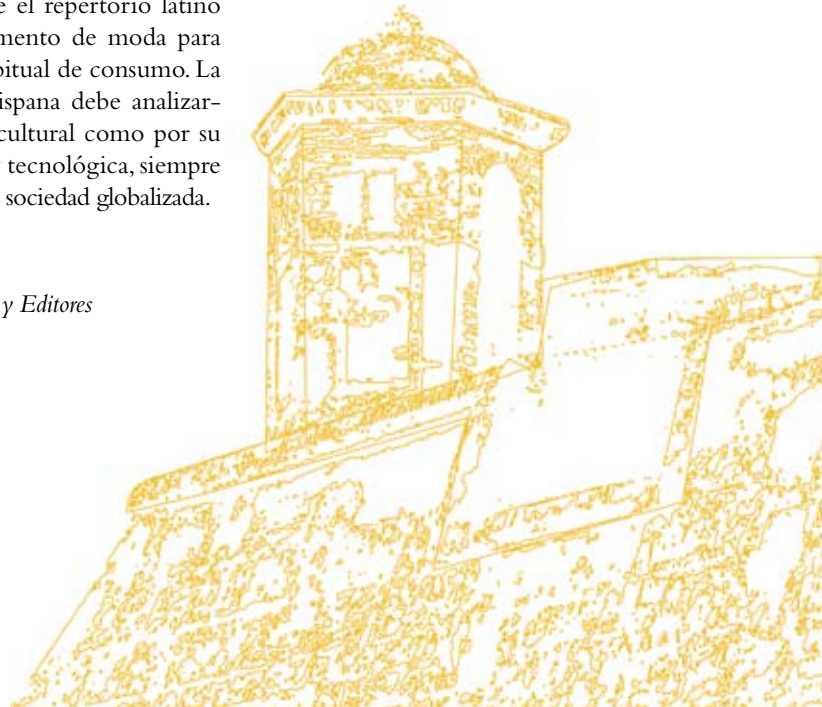 e el repertorio latino
mento de moda para
bitual de consumo. La
ispana debe analizar-
cultural como por su
tecnológica, siempre
sociedad globalizada.
y Editores